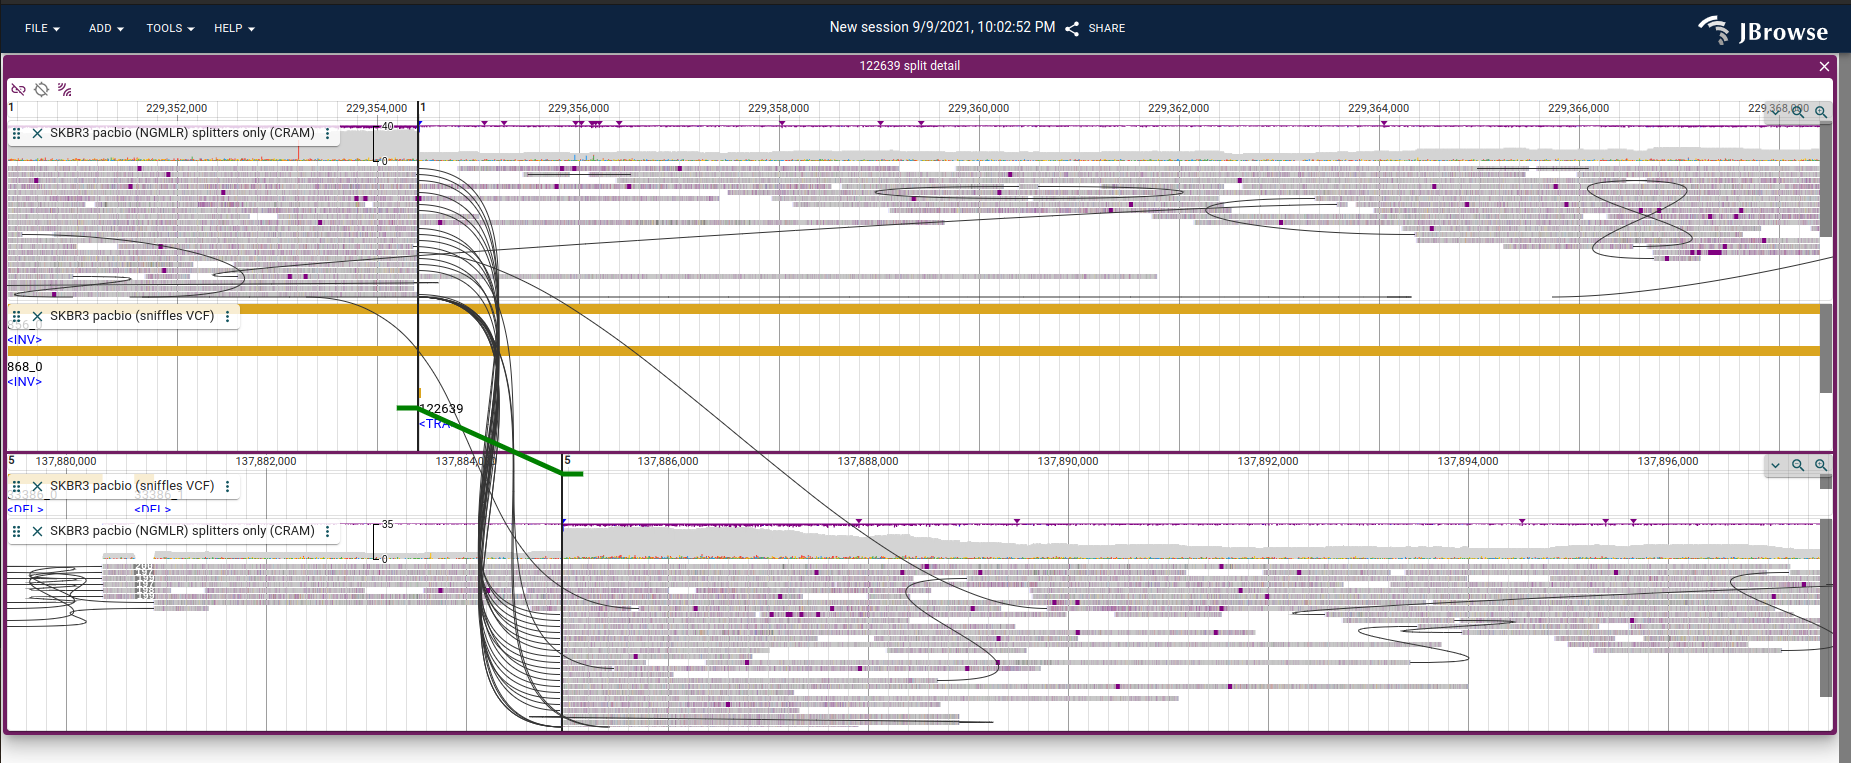 FILE ADD TOOLS HELP New session 9/9/2021, 10:02:52 PM SHARE JBrowse
122639 split detail
1 229,352,000 229,354,000 1 229,356,000 229,358,000 229,360,000 229,362,000 229,364,000 229,366,000 229,368,000
SKBR3 pacbio (NGMLR) splitters only (CRAM) 40
0
SKBR3 pacbio (sniffles VCF)
<INV>
868_0
<INV>
122639
<TRA
5 137,880,000 137,882,000 137,884,000 5 137,886,000 137,888,000 137,890,000 137,892,000 137,894,000 137,896,000
SKBR3 pacbio (sniffles VCF)
33386_0 33386_
<DEL> <DEL>
SKBR3 pacbio (NGMLR) splitters only (CRAM) 35
0